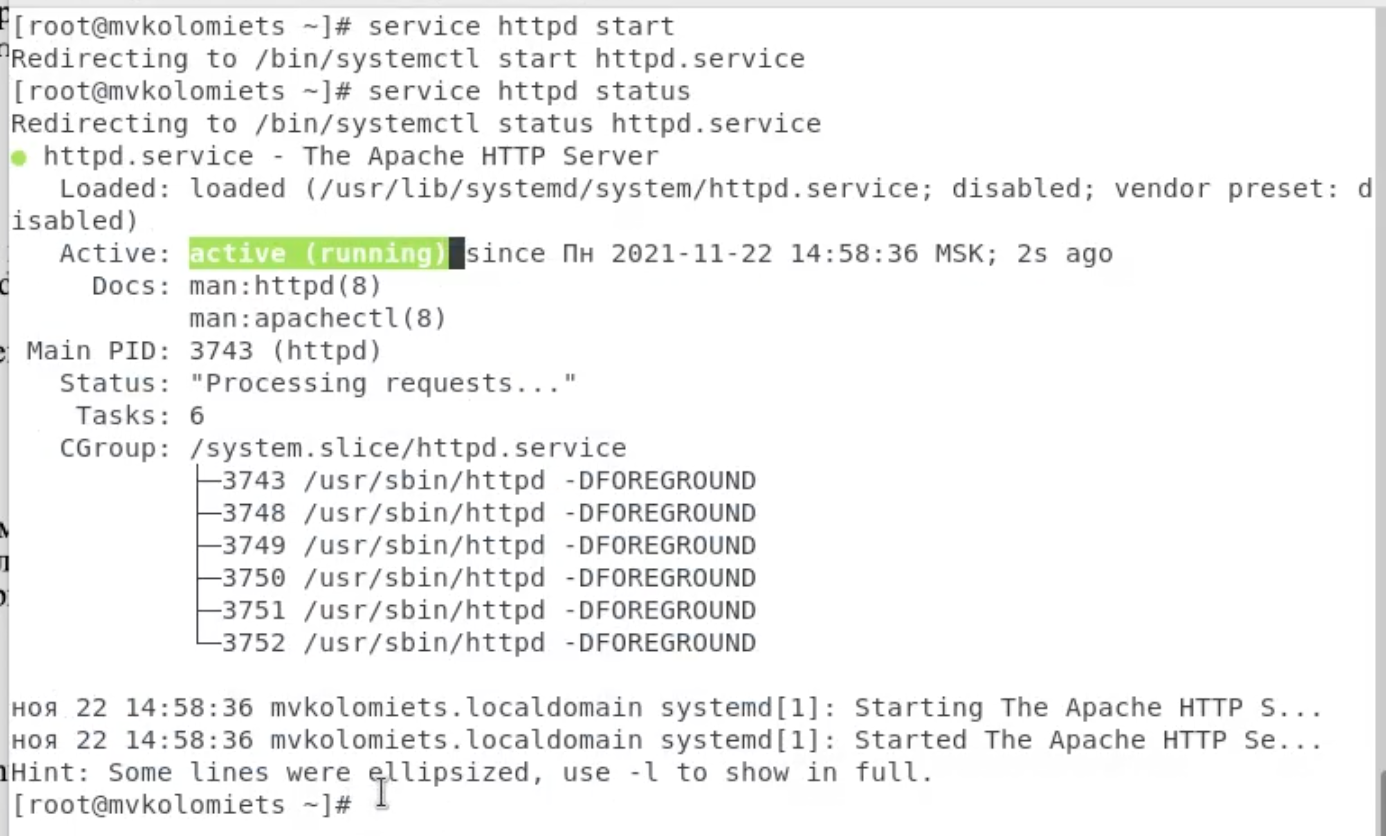 [root@mvkolomiets ~]# service httpd start
Redirecting to /bin/systemctl start httpd.service
[root@mvkolomiets ~]# service httpd status
Redirecting to /bin/systemctl status httpd.service
● httpd.service - The Apache HTTP Server
   Loaded: loaded (/usr/lib/systemd/system/httpd.service; disabled; vendor preset: d
isabled)
   Active: active (running) since Пн 2021-11-22 14:58:36 MSK; 2s ago
     Docs: man:httpd(8)
           man:apachectl(8)
 Main PID: 3743 (httpd)
   Status: "Processing requests..."
    Tasks: 6
   CGroup: /system.slice/httpd.service
           ├─3743 /usr/sbin/httpd -DFOREGROUND
           ├─3748 /usr/sbin/httpd -DFOREGROUND
           ├─3749 /usr/sbin/httpd -DFOREGROUND
           ├─3750 /usr/sbin/httpd -DFOREGROUND
           ├─3751 /usr/sbin/httpd -DFOREGROUND
           └─3752 /usr/sbin/httpd -DFOREGROUND

ноя 22 14:58:36 mvkolomiets.localdomain systemd[1]: Starting The Apache HTTP S...
ноя 22 14:58:36 mvkolomiets.localdomain systemd[1]: Started The Apache HTTP Se...
Hint: Some lines were ellipsized, use -l to show in full.
[root@mvkolomiets ~]#